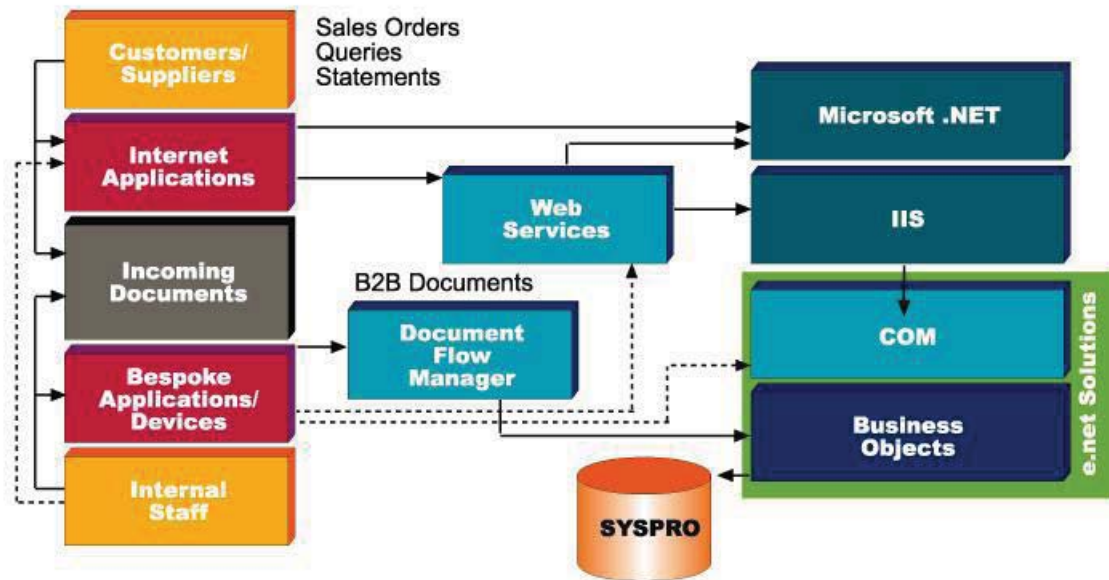 Customers/
Suppliers
Sales Orders
Queries
Statements
Internet
Applications
Incoming
Documents
Bespoke
Applications/
Devices
Internal
Staff
Web
Services
B2B Documents
Document
Flow
Manager
SYSPRO
Microsoft .NET
IIS
COM
Business
Objects
e.net Solutions